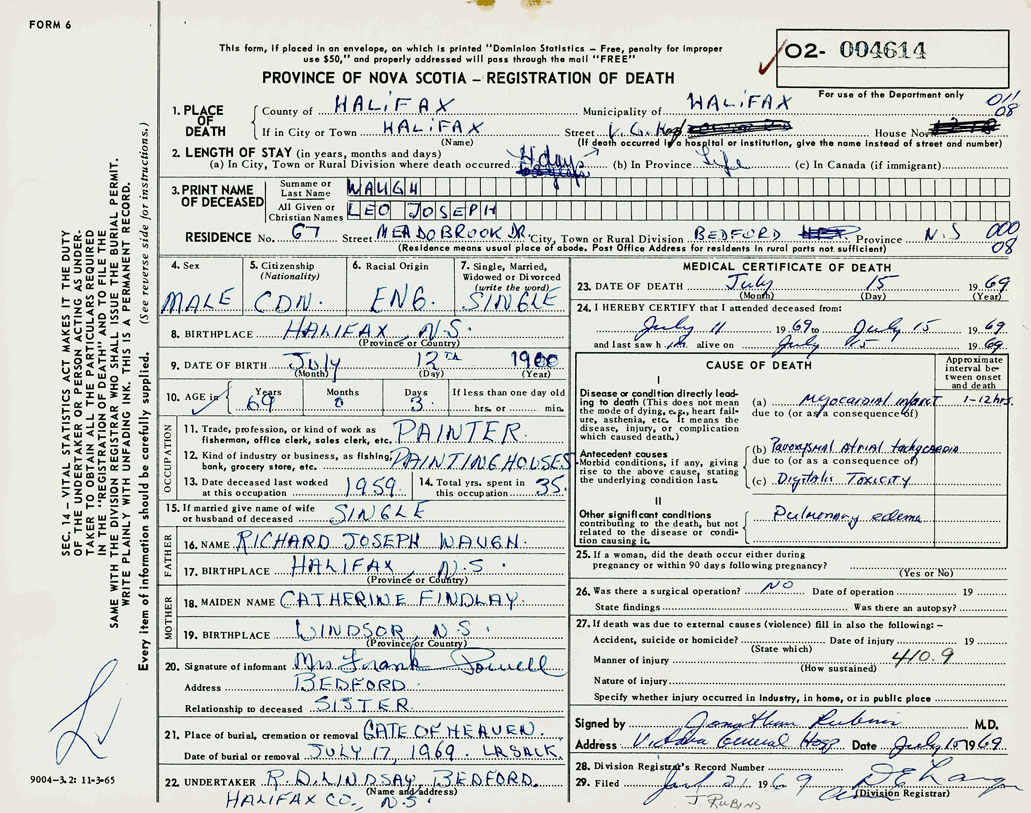 FORM 6
This form, if placed in an envelope, on which is printed "Dominion Statistics – Free, penalty for improper
use $50," and properly addressed will pass through the mail "FREE"
O2- 004614
For use of the Department only
PROVINCE OF NOVA SCOTIA – REGISTRATION OF DEATH
011
08
1. PLACE OF DEATH
County of HALIFAX Municipality of HALIFAX
If in City or Town HALIFAX Street V. G. Hosp House No.
(Name) (If death occurred in a hospital or institution, give the name instead of street and number)
2. LENGTH OF STAY (in years, months and days)
(a) In City, Town or Rural Division where death occurred 4 days (b) In Province Life (c) In Canada (if immigrant)
3. PRINT NAME OF DECEASED
Surname or Last Name WAUGH
All Given or Christian Names LEO JOSEPH
RESIDENCE No. 67 Street MEADOBROOK DR. City, Town or Rural Division BEDFORD Province N.S
(Residence means usual place of abode. Post Office Address for residents in rural parts not sufficient)
000
08
4. Sex MALE
5. Citizenship (Nationality) CDN.
6. Racial Origin ENG.
7. Single, Married, Widowed or Divorced (write the word) SINGLE
8. BIRTHPLACE HALIFAX, N.S.
(Province or Country)
9. DATE OF BIRTH July 12TH 1900
(Month) (Day) (Year)
10. AGE in Years 69 Months 0 Days 3 If less than one day old hrs. or min.
OCCUPATION
11. Trade, profession, or kind of work as fisherman, office clerk, sales clerk, etc. PAINTER
12. Kind of industry or business, as fishing, bank, grocery store, etc. PAINTING HOUSES
13. Date deceased last worked at this occupation 1959
14. Total yrs. spent in this occupation 35
15. If married give name of wife or husband of deceased SINGLE
FATHER
16. NAME RICHARD JOSEPH WAUGH
17. BIRTHPLACE HALIFAX N.S.
(Province or Country)
MOTHER
18. MAIDEN NAME CATHERINE FINDLAY
19. BIRTHPLACE WINDSOR, N.S.
(Province or Country)
20. Signature of informant Mrs Frank Powell
Address BEDFORD
Relationship to deceased SISTER
21. Place of burial, cremation or removal GATE OF HEAVEN.
Date of burial or removal JULY 17, 1969. LR SACK.
22. UNDERTAKER R.D. LINDSAY, BEDFORD.
(Name and address)
HALIFAX CO., N.S.
MEDICAL CERTIFICATE OF DEATH
23. DATE OF DEATH July 15 1969
(Month) (Day) (Year)
24. I HEREBY CERTIFY that I attended deceased from:
July 11 1969 to July 15 1969
and last saw him alive on July 15 1969
CAUSE OF DEATH
Approximate interval between onset and death
I
Disease or condition directly leading to death (This does not mean the mode of dying, e.g., heart failure, asthenia, etc. It means the disease, injury, or complication which caused death.)
(a) Myocardial infarct 1-12 hrs.
due to (or as a consequence of)
Antecedent causes
Morbid conditions, if any, giving rise to the above cause, stating the underlying condition last.
(b) Paroxysmal atrial tachycardia
due to (or as a consequence of)
(c) Digitalis Toxicity
II
Other significant conditions contributing to the death, but not related to the disease or condition causing it.
Pulmonary edema
25. If a woman, did the death occur either during pregnancy or within 90 days following pregnancy?
(Yes or No)
26. Was there a surgical operation? NO Date of operation 19
State findings Was there an autopsy?
27. If death was due to external causes (violence) fill in also the following: –
Accident, suicide or homicide? Date of injury 19
(State which)
Manner of injury 410.9
(How sustained)
Nature of injury
Specify whether injury occurred in Industry, in home, or in public place
Signed by Jonathan Rubins M.D.
Address Victoria General Hosp Date July 15 1969
28. Division Registrar's Record Number
29. Filed July 21 1969
(Division Registrar)
J. RUBINS
SEC. 14 – VITAL STATISTICS ACT MAKES IT THE DUTY
OF THE UNDERTAKER OR PERSON ACTING AS UNDER-
TAKER TO OBTAIN ALL THE PARTICULARS REQUIRED
IN THE "REGISTRATION OF DEATH" AND TO FILE THE
SAME WITH THE DIVISION REGISTRAR WHO SHALL ISSUE THE BURIAL PERMIT.
WRITE PLAINLY WITH UNFADING INK. THIS IS A PERMANENT RECORD.
Every item of information should be carefully supplied. (See reverse side for instructions.)
9004-3.2: 11-3-65